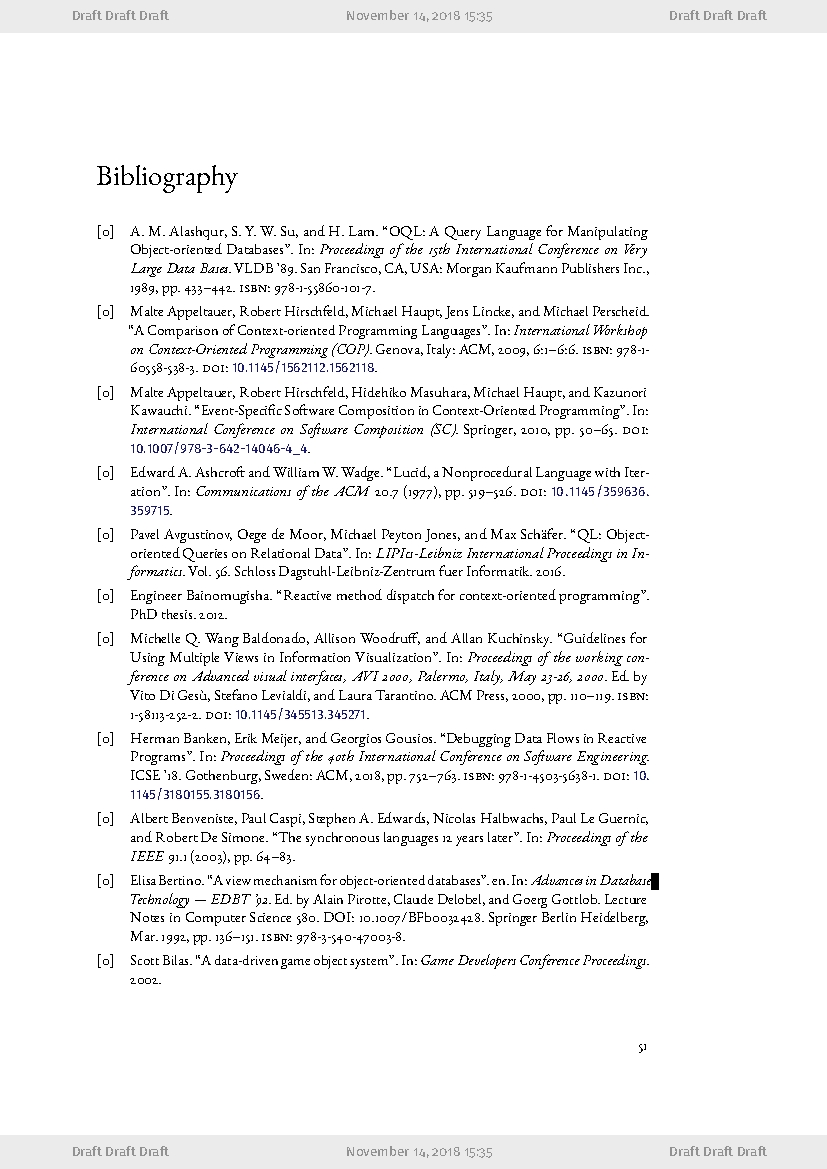 Draft Draft Draft November 14, 2018 15:35 Draft Draft Draft
Bibliography
[0] A. M. Alashqur, S. Y. W. Su, and H. Lam. “OQL: A Query Language for Manipulating
Object-oriented Databases”. In: Proceedings of the 15th International Conference on Very
Large Data Bases. VLDB ’89. San Francisco, CA, USA: Morgan Kaufmann Publishers Inc.,
1989, pp. 433–442. ISBN: 978-1-55860-101-7.
[0] Malte Appeltauer, Robert Hirschfeld, Michael Haupt, Jens Lincke, and Michael Perscheid.
“A Comparison of Context-oriented Programming Languages”. In: International Workshop
on Context-Oriented Programming (COP). Genova, Italy: ACM, 2009, 6:1–6:6. ISBN: 978-1-
60558-538-3. DOI: 10.1145/1562112.1562118.
[0] Malte Appeltauer, Robert Hirschfeld, Hidehiko Masuhara, Michael Haupt, and Kazunori
Kawauchi. “Event-Specific Software Composition in Context-Oriented Programming”. In:
International Conference on Software Composition (SC). Springer, 2010, pp. 50–65. DOI:
10.1007/978-3-642-14046-4_4.
[0] Edward A. Ashcroft and William W. Wadge. “Lucid, a Nonprocedural Language with Iter-
ation”. In: Communications of the ACM 20.7 (1977), pp. 519–526. DOI: 10.1145/359636.
359715.
[0] Pavel Avgustinov, Oege de Moor, Michael Peyton Jones, and Max Schäfer. “QL: Object-
oriented Queries on Relational Data”. In: LIPIcs-Leibniz International Proceedings in In-
formatics. Vol. 56. Schloss Dagstuhl-Leibniz-Zentrum fuer Informatik. 2016.
[0] Engineer Bainomugisha. “Reactive method dispatch for context-oriented programming”.
PhD thesis. 2012.
[0] Michelle Q. Wang Baldonado, Allison Woodruff, and Allan Kuchinsky. “Guidelines for
Using Multiple Views in Information Visualization”. In: Proceedings of the working con-
ference on Advanced visual interfaces, AVI 2000, Palermo, Italy, May 23-26, 2000. Ed. by
Vito Di Gesù, Stefano Levialdi, and Laura Tarantino. ACM Press, 2000, pp. 110–119. ISBN:
1-58113-252-2. DOI: 10.1145/345513.345271.
[0] Herman Banken, Erik Meijer, and Georgios Gousios. “Debugging Data Flows in Reactive
Programs”. In: Proceedings of the 40th International Conference on Software Engineering.
ICSE ’18. Gothenburg, Sweden: ACM, 2018, pp. 752–763. ISBN: 978-1-4503-5638-1. DOI: 10.
1145/3180155.3180156.
[0] Albert Benveniste, Paul Caspi, Stephen A. Edwards, Nicolas Halbwachs, Paul Le Guernic,
and Robert De Simone. “The synchronous languages 12 years later”. In: Proceedings of the
IEEE 91.1 (2003), pp. 64–83.
[0] Elisa Bertino. “A view mechanism for object-oriented databases”. en. In: Advances in Database
Technology — EDBT ’92. Ed. by Alain Pirotte, Claude Delobel, and Goerg Gottlob. Lecture
Notes in Computer Science 580. DOI: 10.1007/BFb0032428. Springer Berlin Heidelberg,
Mar. 1992, pp. 136–151. ISBN: 978-3-540-47003-8.
[0] Scott Bilas. “A data-driven game object system”. In: Game Developers Conference Proceedings.
2002.
51
Draft Draft Draft November 14, 2018 15:35 Draft Draft Draft